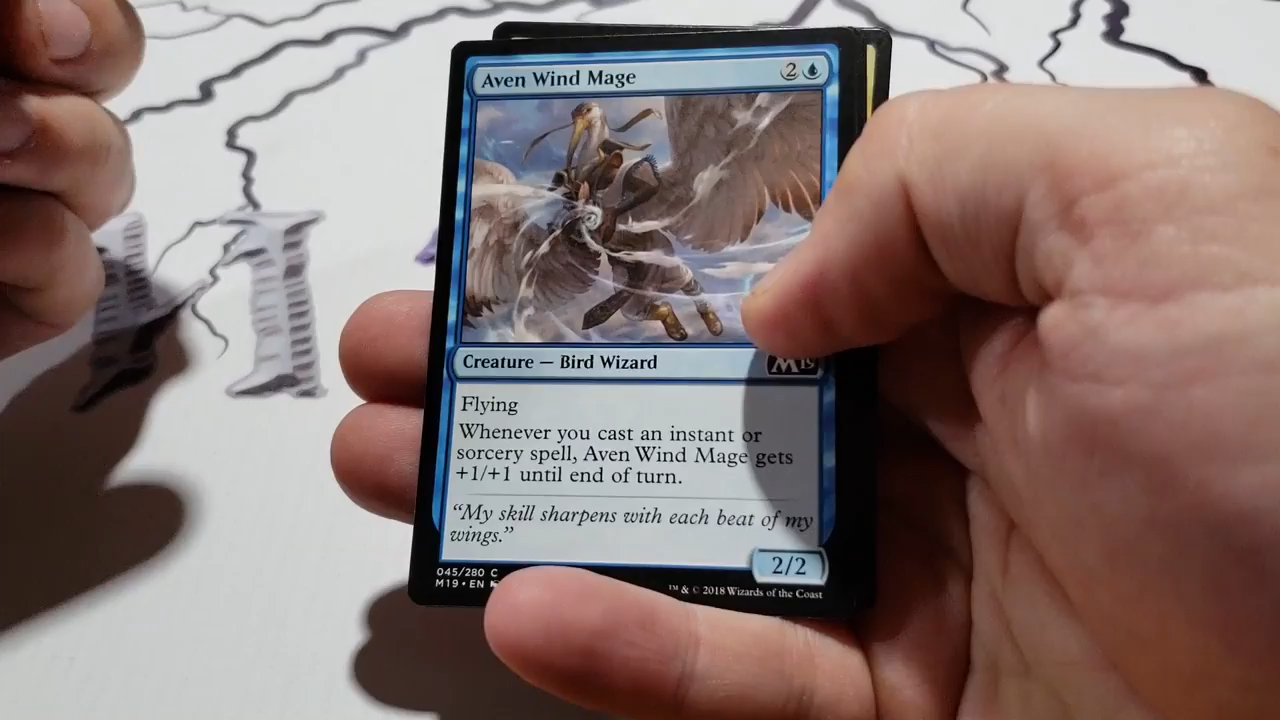 Aven Wind Mage 2
Creature — Bird Wizard M19
Flying
Whenever you cast an instant or
sorcery spell, Aven Wind Mage gets
+1/+1 until end of turn.
“My skill sharpens with each beat of my
wings.”
2/2
045/280 C
M19 • EN
™ & © 2018 Wizards of the Coast